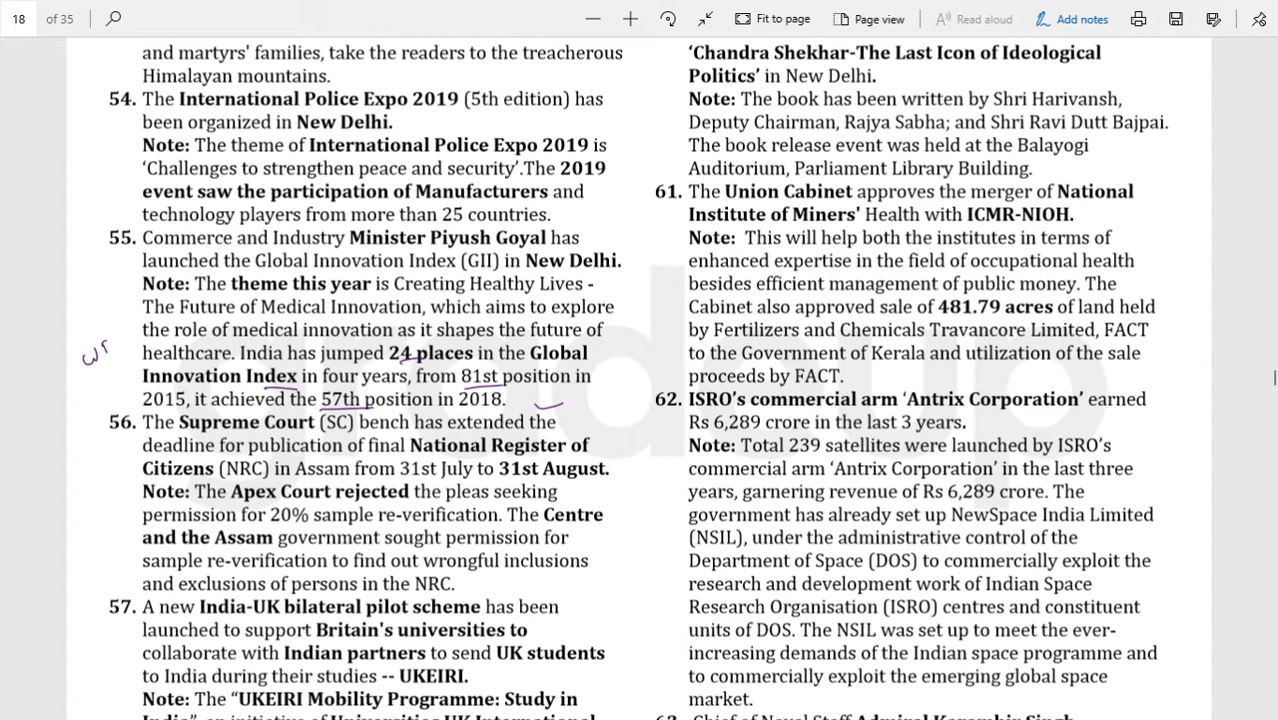 18 of 35
Fit to page
Page view
Read aloud
Add notes
and martyrs' families, take the readers to the treacherous
Himalayan mountains.
54. The International Police Expo 2019 (5th edition) has
been organized in New Delhi.
Note: The theme of International Police Expo 2019 is
‘Challenges to strengthen peace and security’.The 2019
event saw the participation of Manufacturers and
technology players from more than 25 countries.
55. Commerce and Industry Minister Piyush Goyal has
launched the Global Innovation Index (GII) in New Delhi.
Note: The theme this year is Creating Healthy Lives -
The Future of Medical Innovation, which aims to explore
the role of medical innovation as it shapes the future of
healthcare. India has jumped 24 places in the Global
Innovation Index in four years, from 81st position in
2015, it achieved the 57th position in 2018.
56. The Supreme Court (SC) bench has extended the
deadline for publication of final National Register of
Citizens (NRC) in Assam from 31st July to 31st August.
Note: The Apex Court rejected the pleas seeking
permission for 20% sample re-verification. The Centre
and the Assam government sought permission for
sample re-verification to find out wrongful inclusions
and exclusions of persons in the NRC.
57. A new India-UK bilateral pilot scheme has been
launched to support Britain's universities to
collaborate with Indian partners to send UK students
to India during their studies -- UKEIRI.
Note: The “UKEIRI Mobility Programme: Study in
India”, an initiative of Universities UK International
‘Chandra Shekhar-The Last Icon of Ideological
Politics’ in New Delhi.
Note: The book has been written by Shri Harivansh,
Deputy Chairman, Rajya Sabha; and Shri Ravi Dutt Bajpai.
The book release event was held at the Balayogi
Auditorium, Parliament Library Building.
61. The Union Cabinet approves the merger of National
Institute of Miners' Health with ICMR-NIOH.
Note: This will help both the institutes in terms of
enhanced expertise in the field of occupational health
besides efficient management of public money. The
Cabinet also approved sale of 481.79 acres of land held
by Fertilizers and Chemicals Travancore Limited, FACT
to the Government of Kerala and utilization of the sale
proceeds by FACT.
62. ISRO’s commercial arm ‘Antrix Corporation’ earned
Rs 6,289 crore in the last 3 years.
Note: Total 239 satellites were launched by ISRO’s
commercial arm ‘Antrix Corporation’ in the last three
years, garnering revenue of Rs 6,289 crore. The
government has already set up NewSpace India Limited
(NSIL), under the administrative control of the
Department of Space (DOS) to commercially exploit the
research and development work of Indian Space
Research Organisation (ISRO) centres and constituent
units of DOS. The NSIL was set up to meet the ever-
increasing demands of the Indian space programme and
to commercially exploit the emerging global space
market.
63. Chief of Naval Staff Admiral Karambir Singh
gradeup